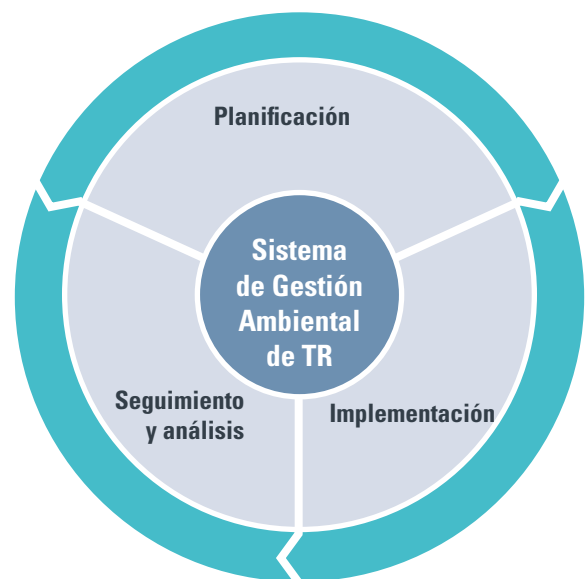 Planificación
Sistema
de Gestión
Ambiental
de TR
Seguimiento
y análisis
Implementación